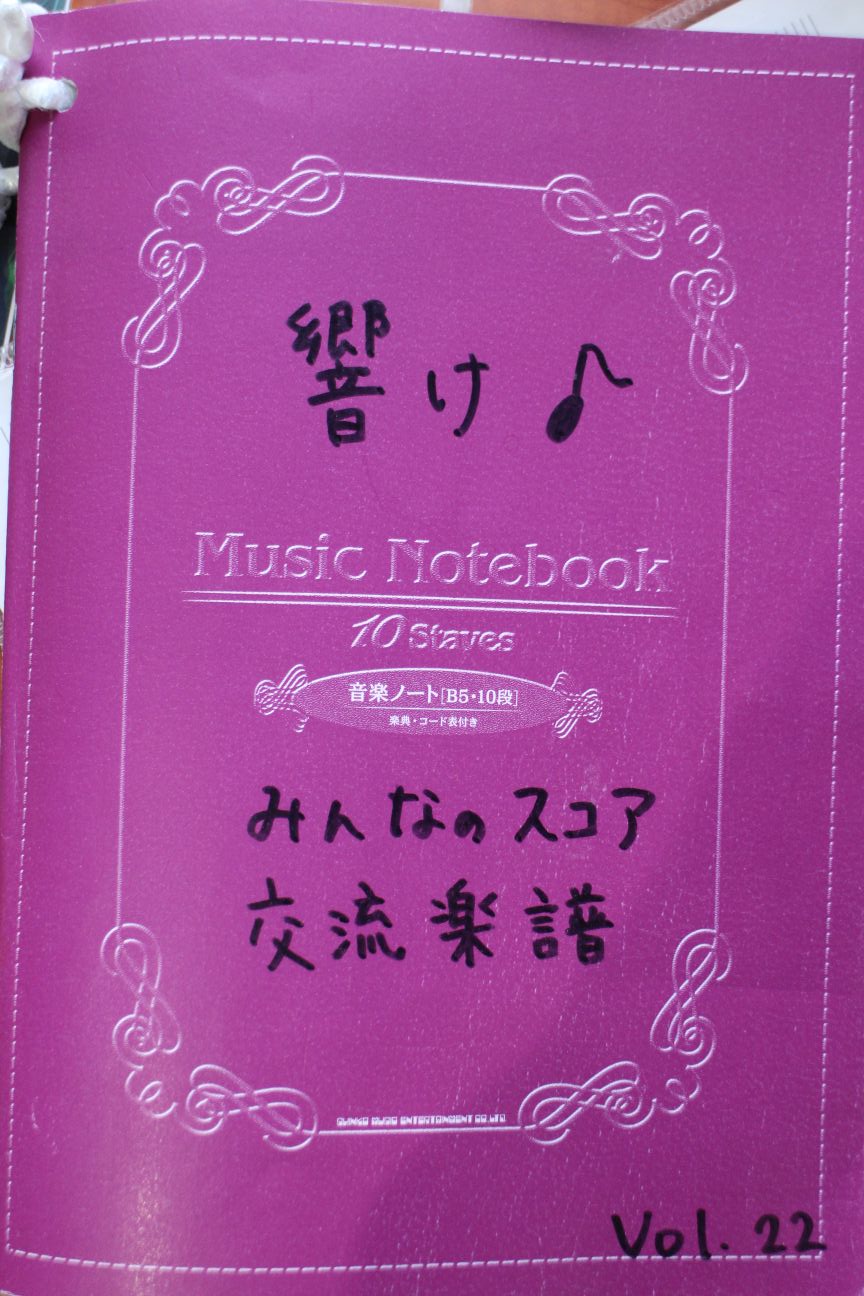 響け♪
Music Notebook
10 Staves
音楽ノート[B5・10段]
楽典・コード表付き
みんなのスコア
交流楽譜
SHINKO MUSIC ENTERTAINMENT CO.,LTD.
Vol. 22